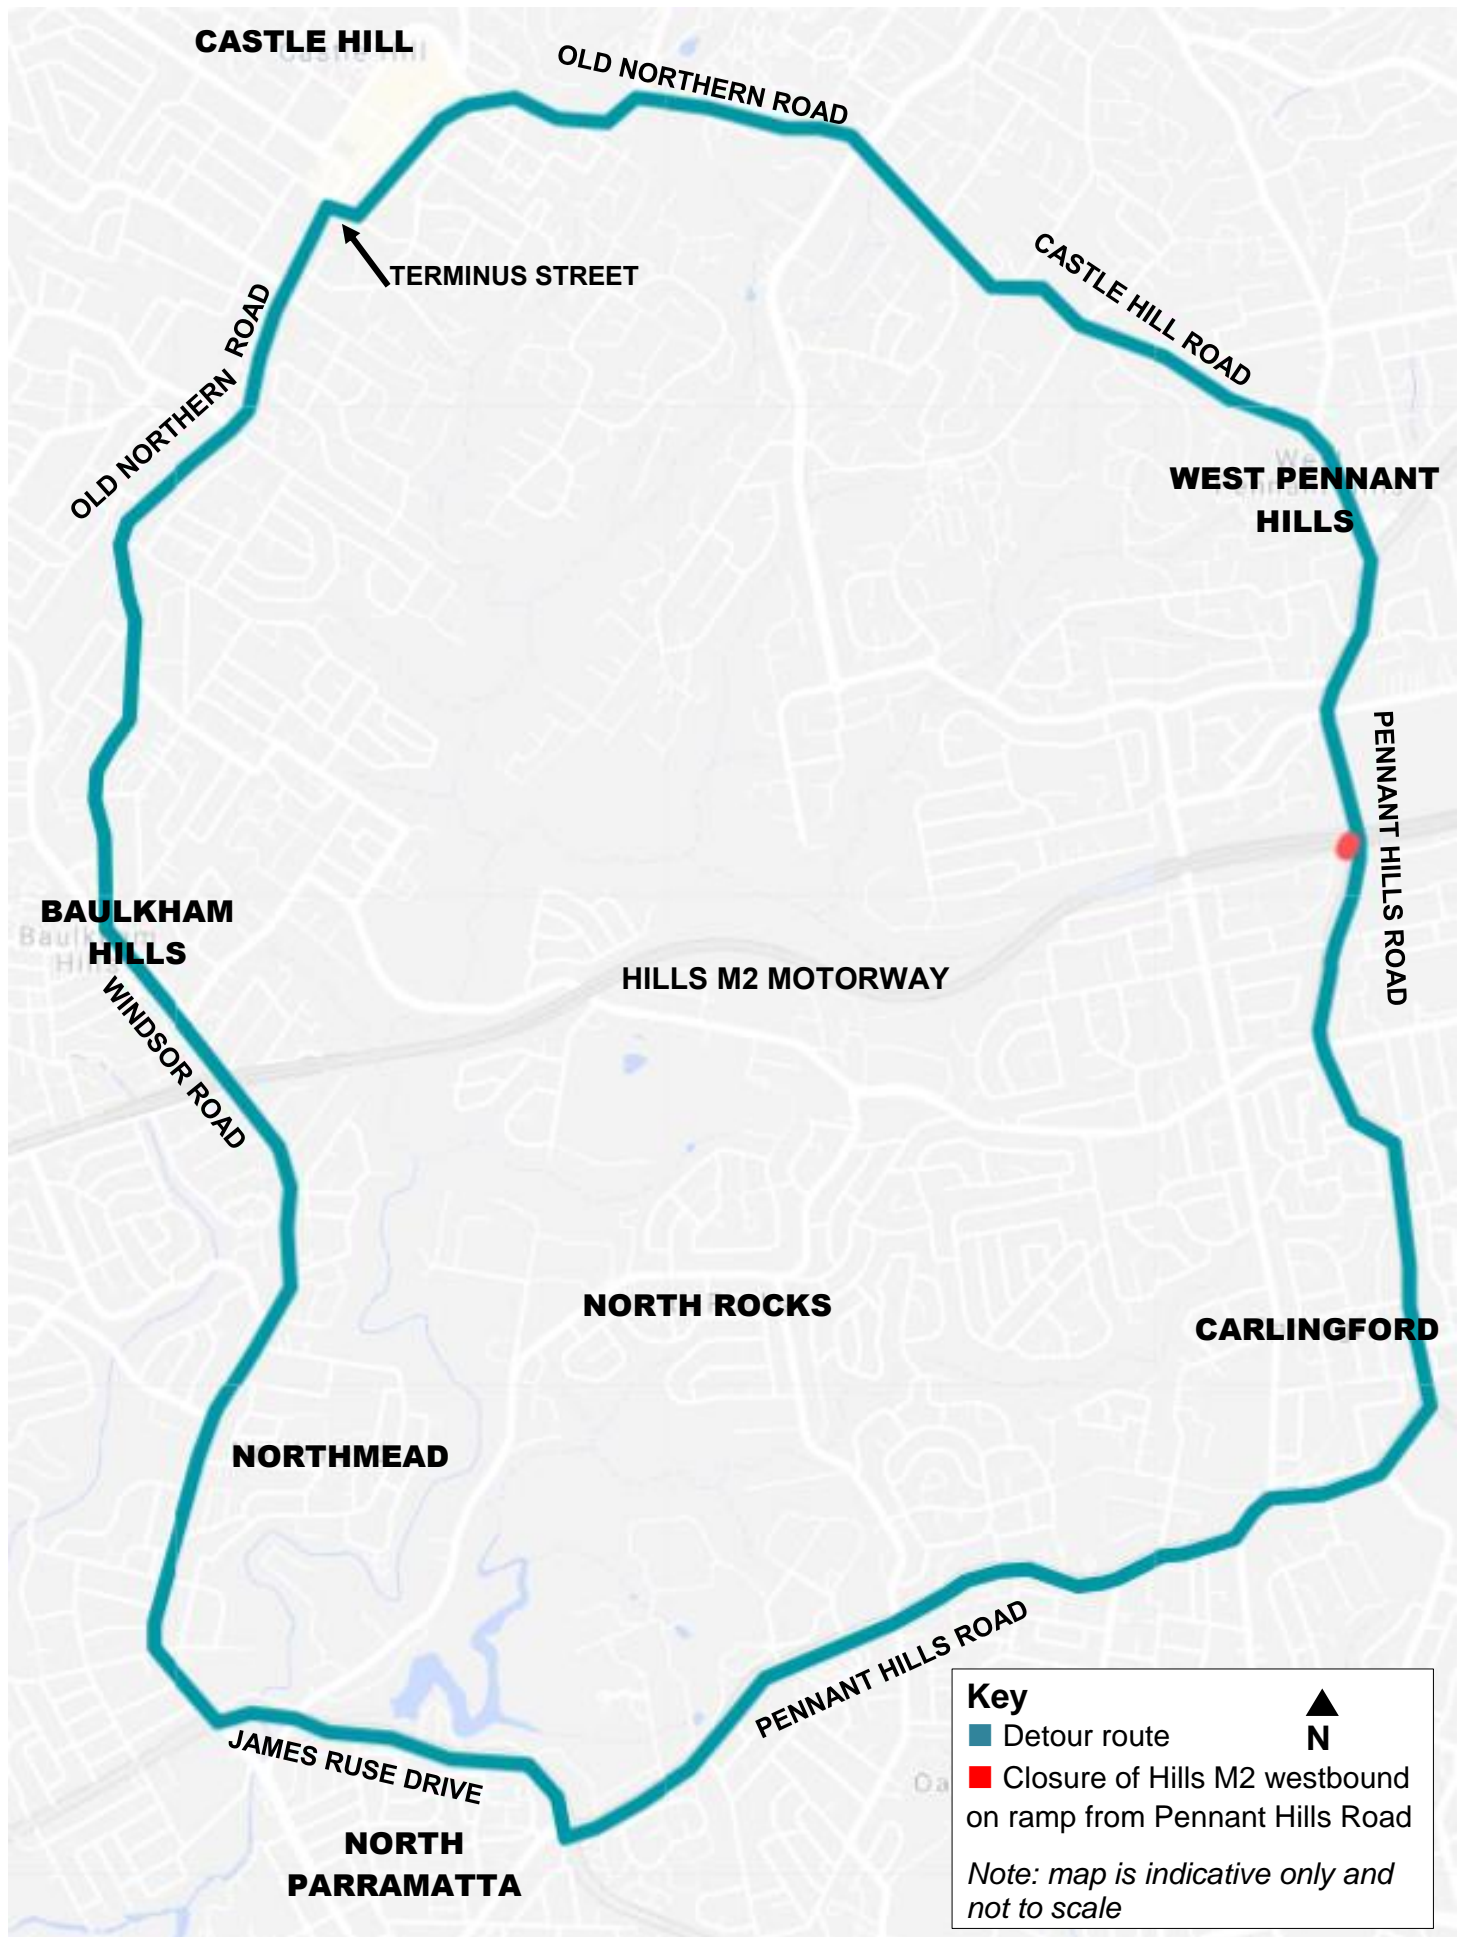 CASTLE HILL
Castle Hill
OLD NORTHERN ROAD
TERMINUS STREET
CASTLE HILL ROAD
OLD NORTHERN ROAD
WEST PENNANT
HILLS
PENNANT HILLS ROAD
BAULKHAM
HILLS
WINDSOR ROAD
HILLS M2 MOTORWAY
NORTH ROCKS
CARLINGFORD
NORTHMEAD
PENNANT HILLS ROAD
JAMES RUSE DRIVE
NORTH
PARRAMATTA
Key
N
Detour route
Closure of Hills M2 westbound
on ramp from Pennant Hills Road
Note: map is indicative only and
not to scale